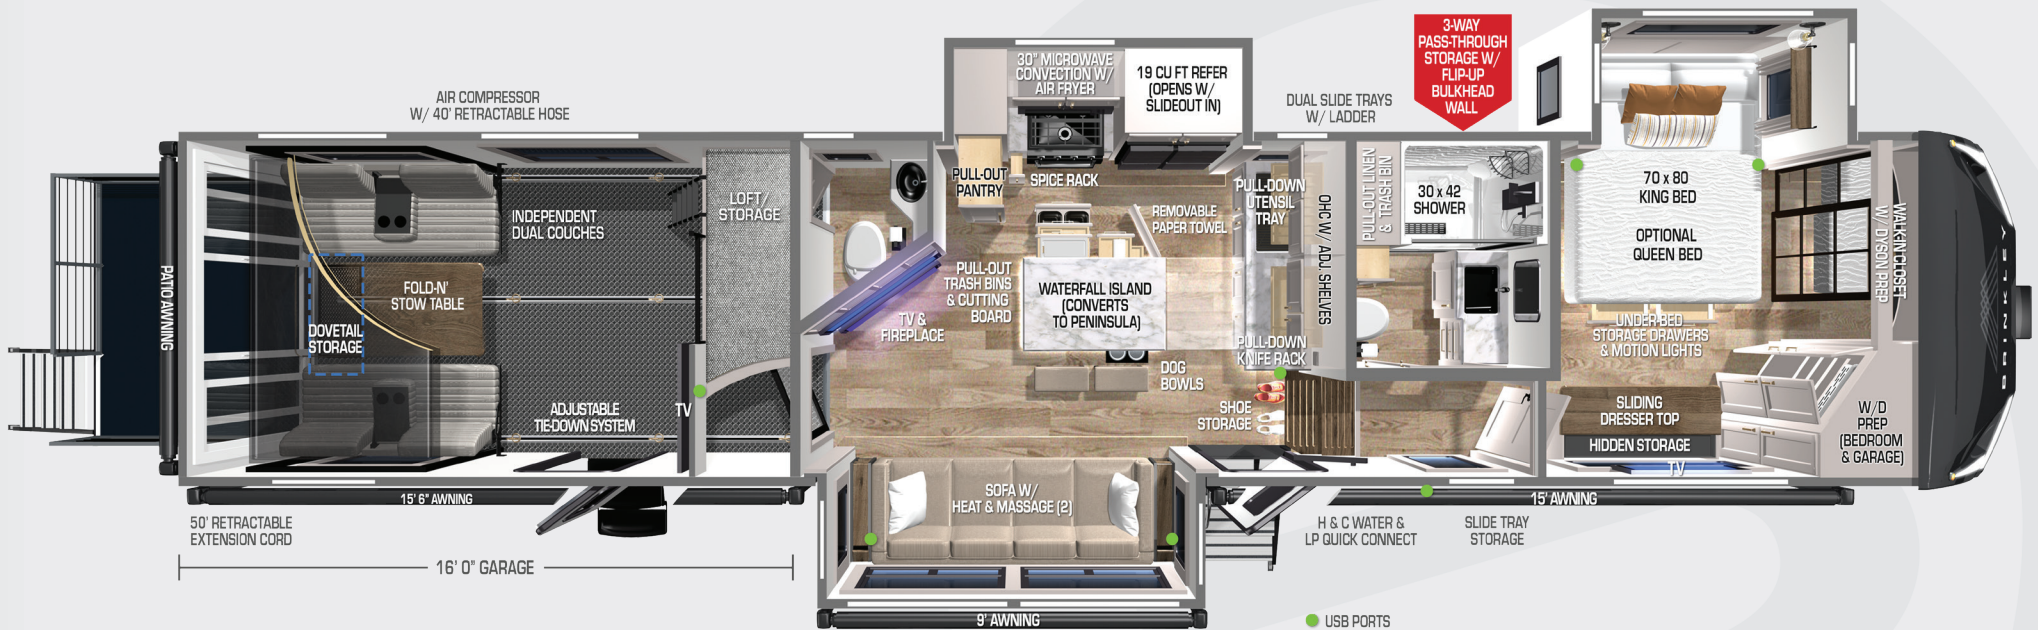 AIR COMPRESSOR
W/ 40' RETRACTABLE HOSE
30" MICROWAVE
CONVECTION W/
AIR FRYER
19 CU FT REFER
(OPENS W/
SLIDEOUT IN)
DUAL SLIDE TRAYS
W/ LADDER
3-WAY
PASS-THROUGH
STORAGE W/
FLIP-UP
BULKHEAD
WALL
PATIO AWNING
INDEPENDENT
DUAL COUCHES
FOLD-N'
STOW TABLE
DOVETAIL
STORAGE
ADJUSTABLE
TIE-DOWN SYSTEM
TV
LOFT/
STORAGE
TV &
FIREPLACE
PULL-OUT
PANTRY
SPICE RACK
REMOVABLE
PAPER TOWEL
PULL-OUT
TRASH BINS
& CUTTING
BOARD
WATERFALL ISLAND
(CONVERTS
TO PENINSULA)
DOG
BOWLS
PULL-DOWN
UTENSIL
TRAY
OHC W/ ADJ. SHELVES
PULL-DOWN
KNIFE RACK
SHOE
STORAGE
PULL-OUT LINEN
& TRASH BIN
30 x 42
SHOWER
70 x 80
KING BED
OPTIONAL
QUEEN BED
UNDER-BED
STORAGE DRAWERS
& MOTION LIGHTS
WALK-IN CLOSET
W/ DYSON PREP
SLIDING
DRESSER TOP
HIDDEN STORAGE
TV
W/D
PREP
(BEDROOM
& GARAGE)
BRINKLEY
SOFA W/
HEAT & MASSAGE (2)
15' 6" AWNING
15' AWNING
9' AWNING
50' RETRACTABLE
EXTENSION CORD
16' 0" GARAGE
H & C WATER &
LP QUICK CONNECT
SLIDE TRAY
STORAGE
USB PORTS